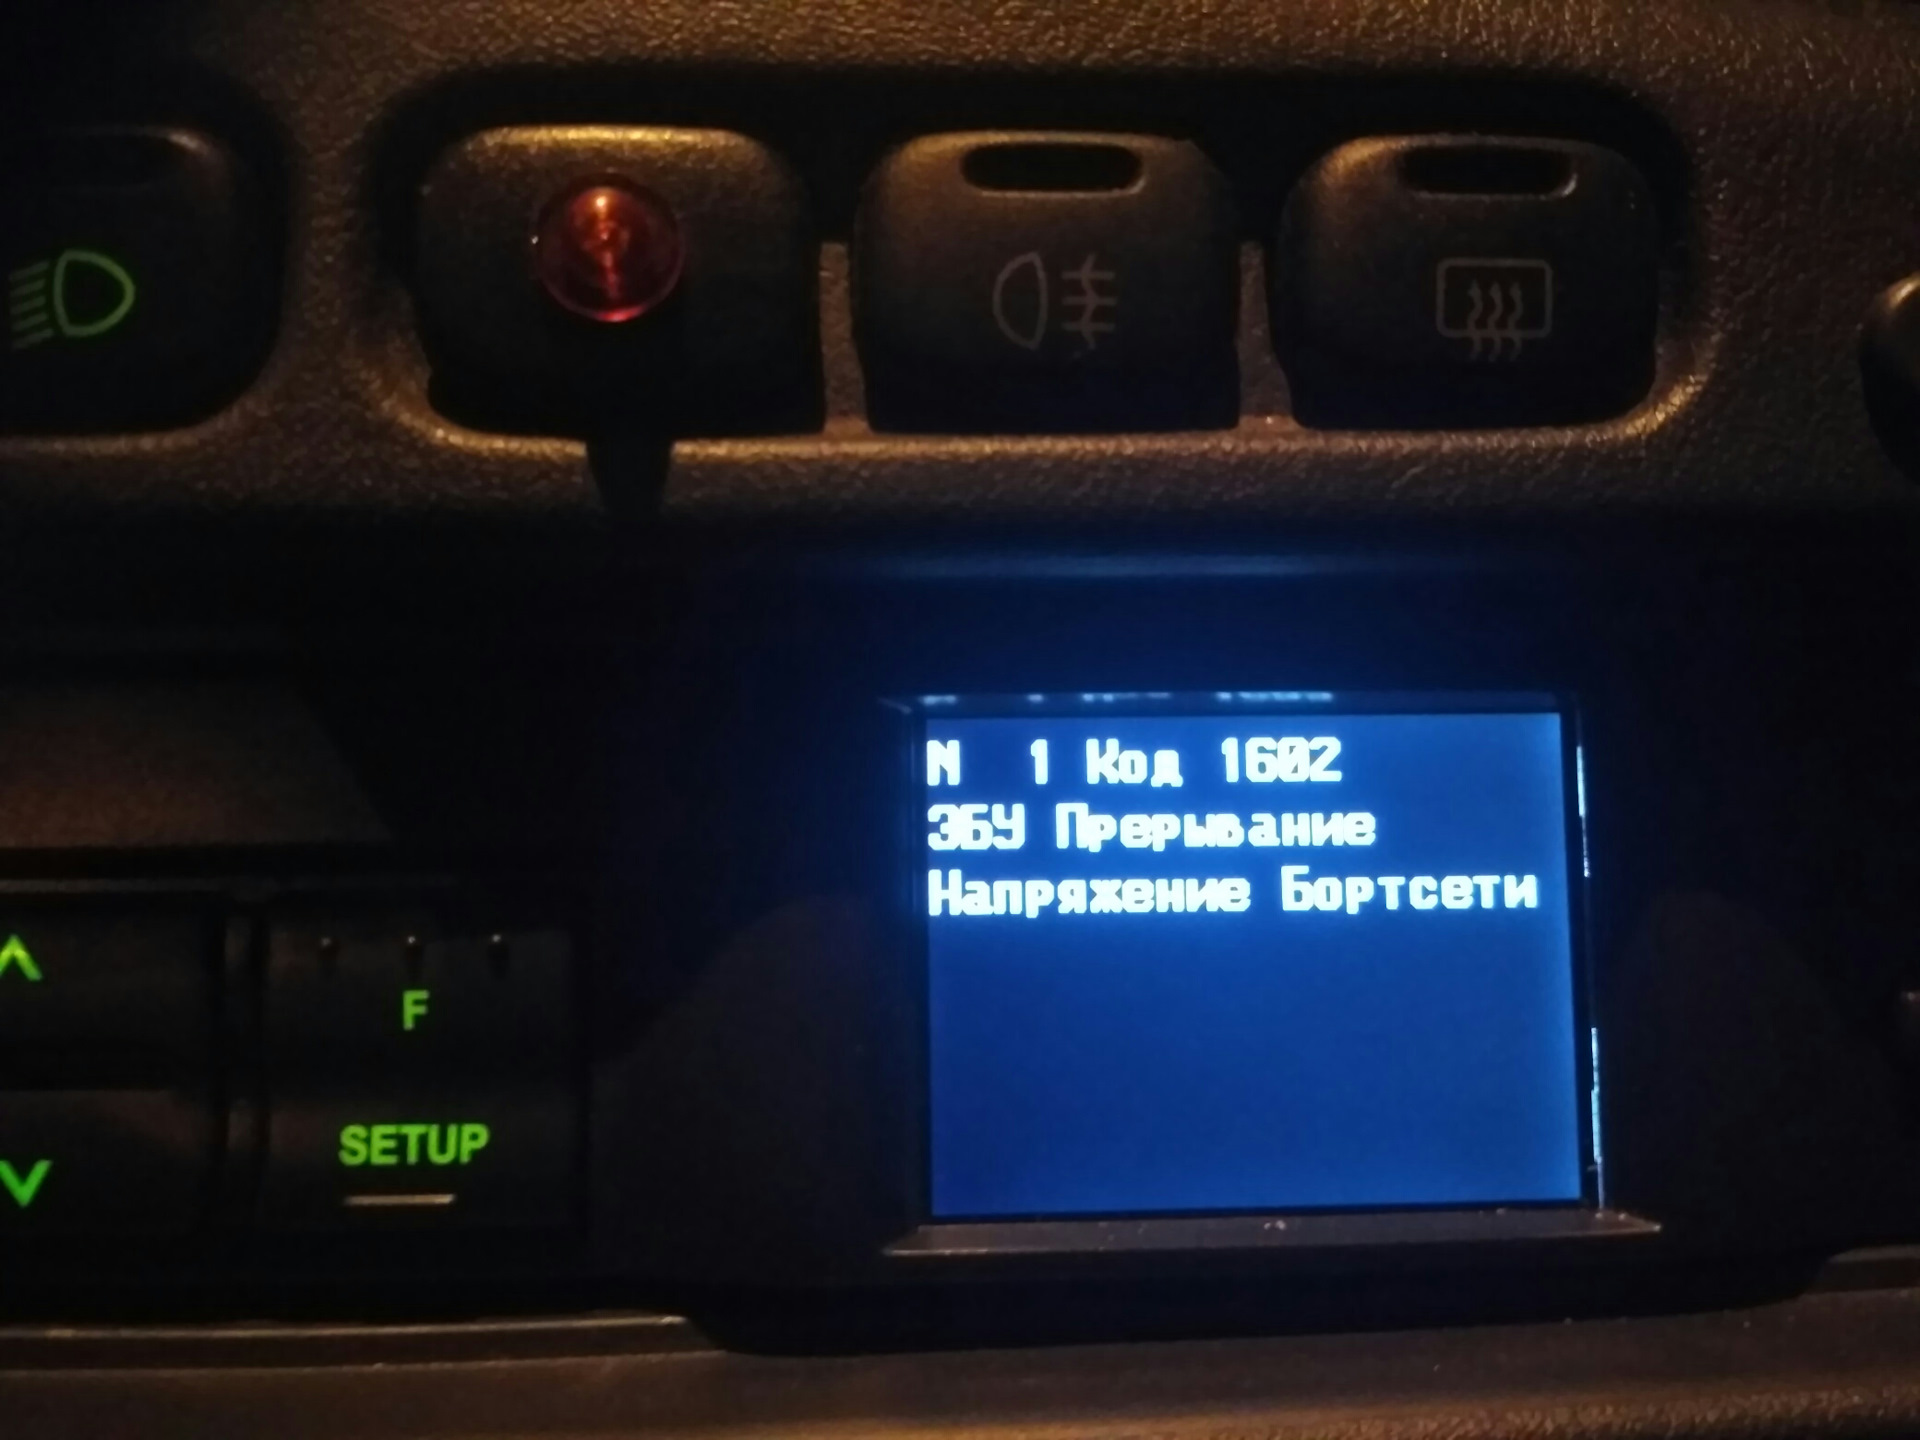 N 1 Код 1602
ЭБУ Прерывание
Напряжение Бортсети
F
SETUP